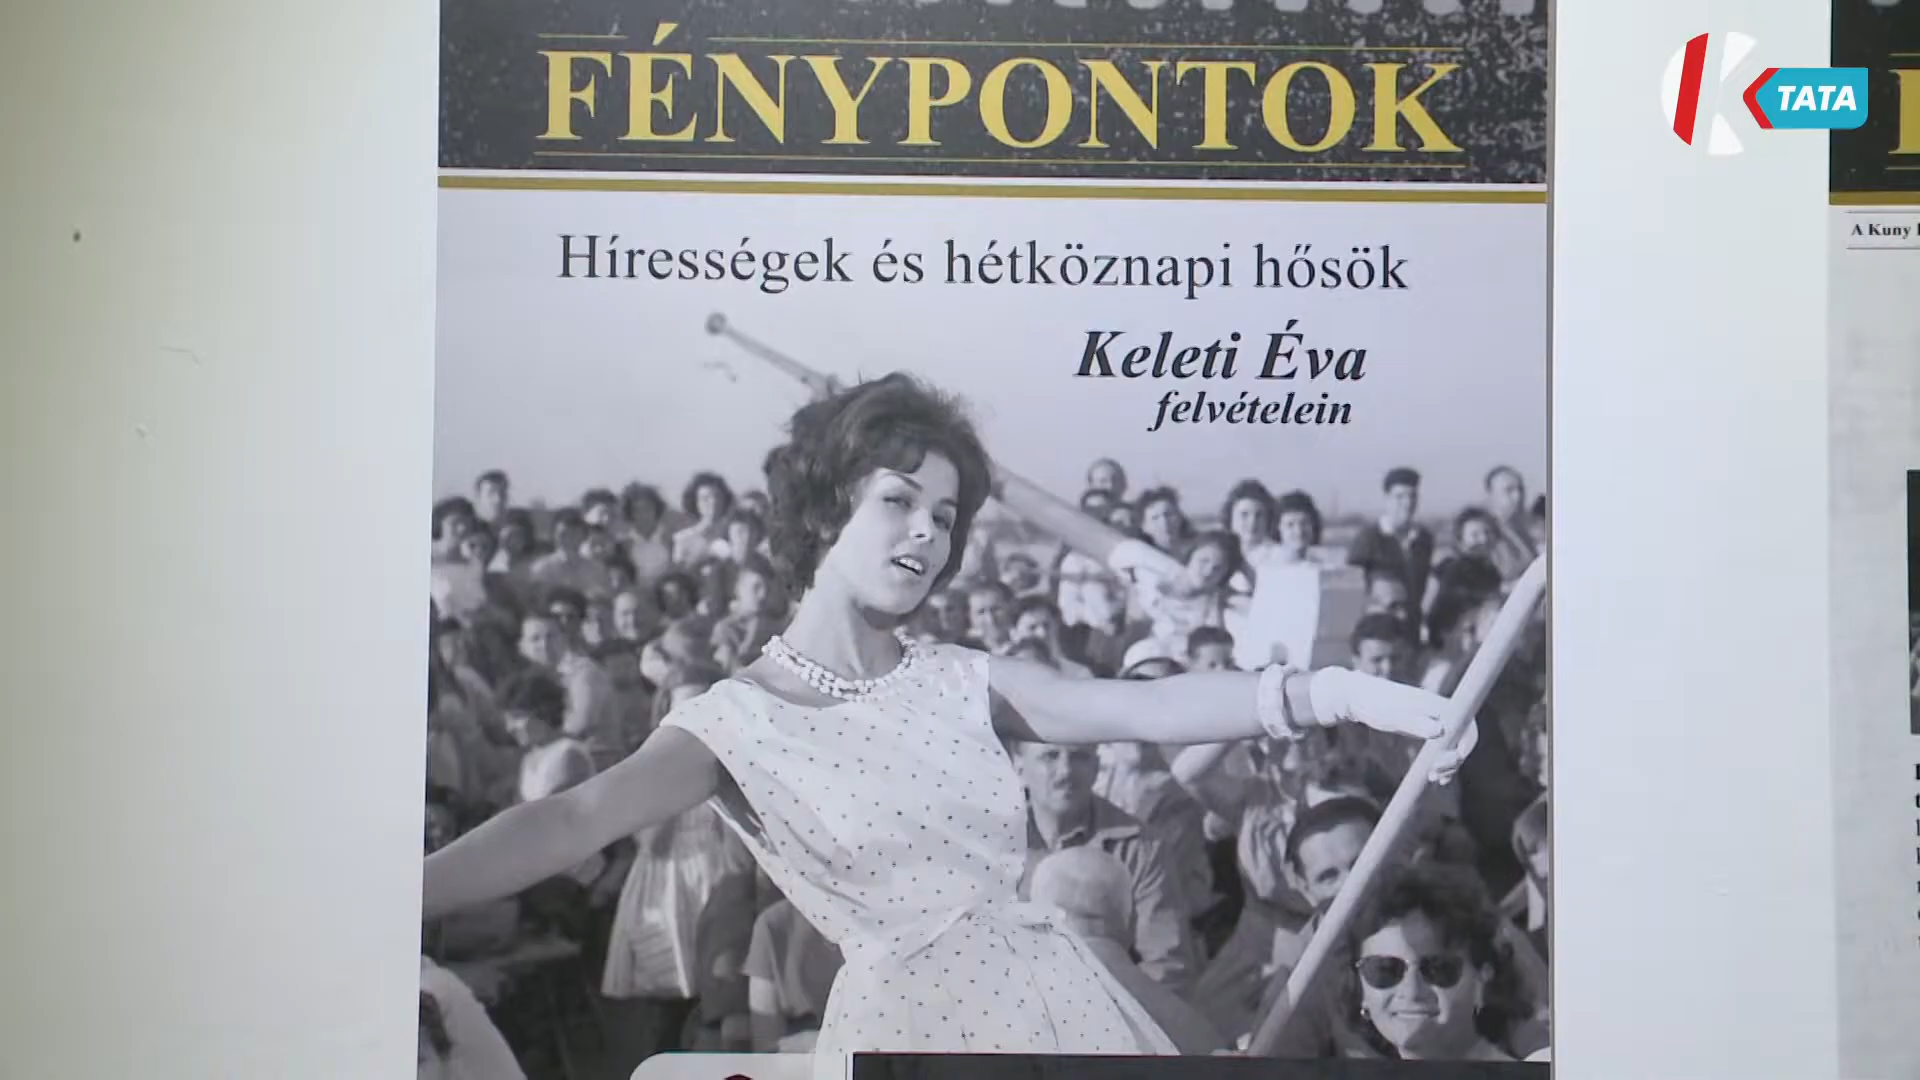 FÉNYPONTOK
Hírességek és hétköznapi hősök
Keleti Éva
felvételein
TATA
A Kuny